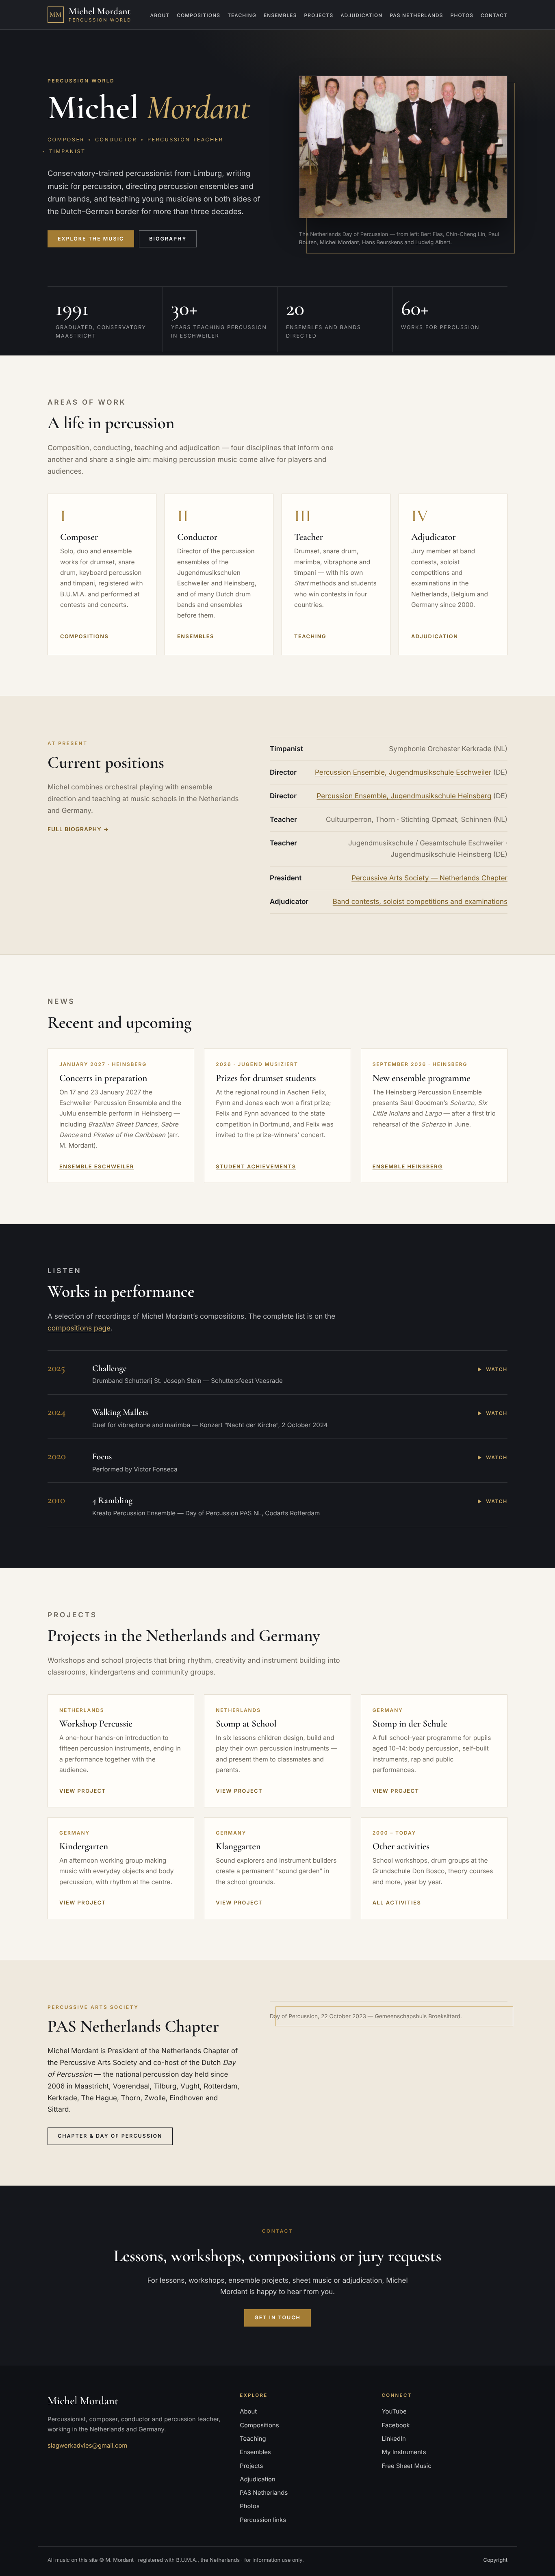 MM Michel Mordant
PERCUSSION WORLD
ABOUT COMPOSITIONS TEACHING ENSEMBLES PROJECTS ADJUDICATION PAS NETHERLANDS PHOTOS CONTACT
PERCUSSION WORLD
Michel Mordant
COMPOSER • CONDUCTOR • PERCUSSION TEACHER
• TIMPANIST
Conservatory-trained percussionist from Limburg, writing
music for percussion, directing percussion ensembles and
drum bands, and teaching young musicians on both sides of
the Dutch–German border for more than three decades.
EXPLORE THE MUSIC
BIOGRAPHY
The Netherlands Day of Percussion — from left: Bert Flas, Chin-Cheng Lin, Paul
Bouten, Michel Mordant, Hans Beurskens and Ludwig Albert.
1991
GRADUATED, CONSERVATORY
MAASTRICHT
30+
YEARS TEACHING PERCUSSION
IN ESCHWEILER
20
ENSEMBLES AND BANDS
DIRECTED
60+
WORKS FOR PERCUSSION
AREAS OF WORK
A life in percussion
Composition, conducting, teaching and adjudication — four disciplines that inform one
another and share a single aim: making percussion music come alive for players and
audiences.
I
Composer
Solo, duo and ensemble
works for drumset, snare
drum, keyboard percussion
and timpani, registered with
B.U.M.A. and performed at
contests and concerts.
COMPOSITIONS
II
Conductor
Director of the percussion
ensembles of the
Jugendmusikschulen
Eschweiler and Heinsberg,
and of many Dutch drum
bands and ensembles
before them.
ENSEMBLES
III
Teacher
Drumset, snare drum,
marimba, vibraphone and
timpani — with his own
Start methods and students
who win contests in four
countries.
TEACHING
IV
Adjudicator
Jury member at band
contests, soloist
competitions and
examinations in the
Netherlands, Belgium and
Germany since 2000.
ADJUDICATION
AT PRESENT
Current positions
Michel combines orchestral playing with ensemble
direction and teaching at music schools in the Netherlands
and Germany.
FULL BIOGRAPHY →
Timpanist Symphonie Orchester Kerkrade (NL)
Director Percussion Ensemble, Jugendmusikschule Eschweiler (DE)
Director Percussion Ensemble, Jugendmusikschule Heinsberg (DE)
Teacher Cultuurperron, Thorn · Stichting Opmaat, Schinnen (NL)
Teacher Jugendmusikschule / Gesamtschule Eschweiler ·
Jugendmusikschule Heinsberg (DE)
President Percussive Arts Society — Netherlands Chapter
Adjudicator Band contests, soloist competitions and examinations
NEWS
Recent and upcoming
JANUARY 2027 · HEINSBERG
Concerts in preparation
On 17 and 23 January 2027 the
Eschweiler Percussion Ensemble and the
JuMu ensemble perform in Heinsberg —
including Brazilian Street Dances, Sabre
Dance and Pirates of the Caribbean (arr.
M. Mordant).
ENSEMBLE ESCHWEILER
2026 · JUGEND MUSIZIERT
Prizes for drumset students
At the regional round in Aachen Felix,
Fynn and Jonas each won a first prize;
Felix and Fynn advanced to the state
competition in Dortmund, and Felix was
invited to the prize-winners' concert.
STUDENT ACHIEVEMENTS
SEPTEMBER 2026 · HEINSBERG
New ensemble programme
The Heinsberg Percussion Ensemble
presents Saul Goodman's Scherzo, Six
Little Indians and Largo — after a first trio
rehearsal of the Scherzo in June.
ENSEMBLE HEINSBERG
LISTEN
Works in performance
A selection of recordings of Michel Mordant's compositions. The complete list is on the
compositions page.
2025 Challenge ▶ WATCH
Drumband Schutterij St. Joseph Stein — Schuttersfeest Vaesrade
2024 Walking Mallets ▶ WATCH
Duet for vibraphone and marimba — Konzert "Nacht der Kirche", 2 October 2024
2020 Focus ▶ WATCH
Performed by Víctor Fonseca
2010 4 Rambling ▶ WATCH
Kreato Percussion Ensemble — Day of Percussion PAS NL, Codarts Rotterdam
PROJECTS
Projects in the Netherlands and Germany
Workshops and school projects that bring rhythm, creativity and instrument building into
classrooms, kindergartens and community groups.
NETHERLANDS
Workshop Percussie
A one-hour hands-on introduction to
fifteen percussion instruments, ending in
a performance together with the
audience.
VIEW PROJECT
NETHERLANDS
Stomp at School
In six lessons children design, build and
play their own percussion instruments —
and present them to classmates and
parents.
VIEW PROJECT
GERMANY
Stomp in der Schule
A full school-year programme for pupils
aged 10–14: body percussion, self-built
instruments, rap and public
performances.
VIEW PROJECT
GERMANY
Kindergarten
An afternoon working group making
music with everyday objects and body
percussion, with rhythm at the centre.
VIEW PROJECT
GERMANY
Klanggarten
Sound explorers and instrument builders
create a permanent "sound garden" in
the school grounds.
VIEW PROJECT
2000 – TODAY
Other activities
School workshops, drum groups at the
Grundschule Don Bosco, theory courses
and more, year by year.
ALL ACTIVITIES
PERCUSSIVE ARTS SOCIETY
PAS Netherlands Chapter
Michel Mordant is President of the Netherlands Chapter of
the Percussive Arts Society and co-host of the Dutch Day
of Percussion — the national percussion day held since
2006 in Maastricht, Voerendaal, Tilburg, Vught, Rotterdam,
Kerkrade, The Hague, Thorn, Zwolle, Eindhoven and
Sittard.
CHAPTER & DAY OF PERCUSSION
Day of Percussion, 22 October 2023 — Gemeenschapshuis Broeksittard.
CONTACT
Lessons, workshops, compositions or jury requests
For lessons, workshops, ensemble projects, sheet music or adjudication, Michel
Mordant is happy to hear from you.
GET IN TOUCH
Michel Mordant
Percussionist, composer, conductor and percussion teacher,
working in the Netherlands and Germany.
slagwerkadvies@gmail.com
EXPLORE
About
Compositions
Teaching
Ensembles
Projects
Adjudication
PAS Netherlands
Photos
Percussion links
CONNECT
YouTube
Facebook
LinkedIn
My Instruments
Free Sheet Music
All music on this site © M. Mordant · registered with B.U.M.A., the Netherlands · for information use only.
Copyright